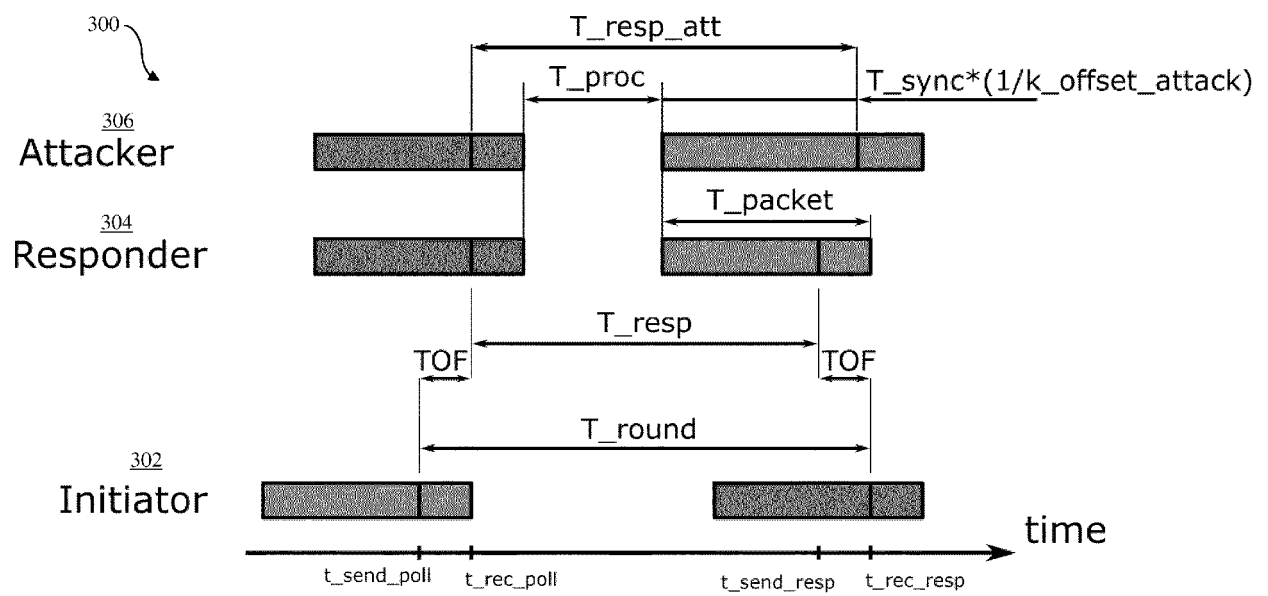 300
T_resp_att
T_proc
T_sync*(1/k_offset_attack)
306
Attacker
T_packet
304
Responder
T_resp
TOF
TOF
T_round
302
Initiator
time
t_send_poll
t_rec_poll
t_send_resp
t_rec_resp